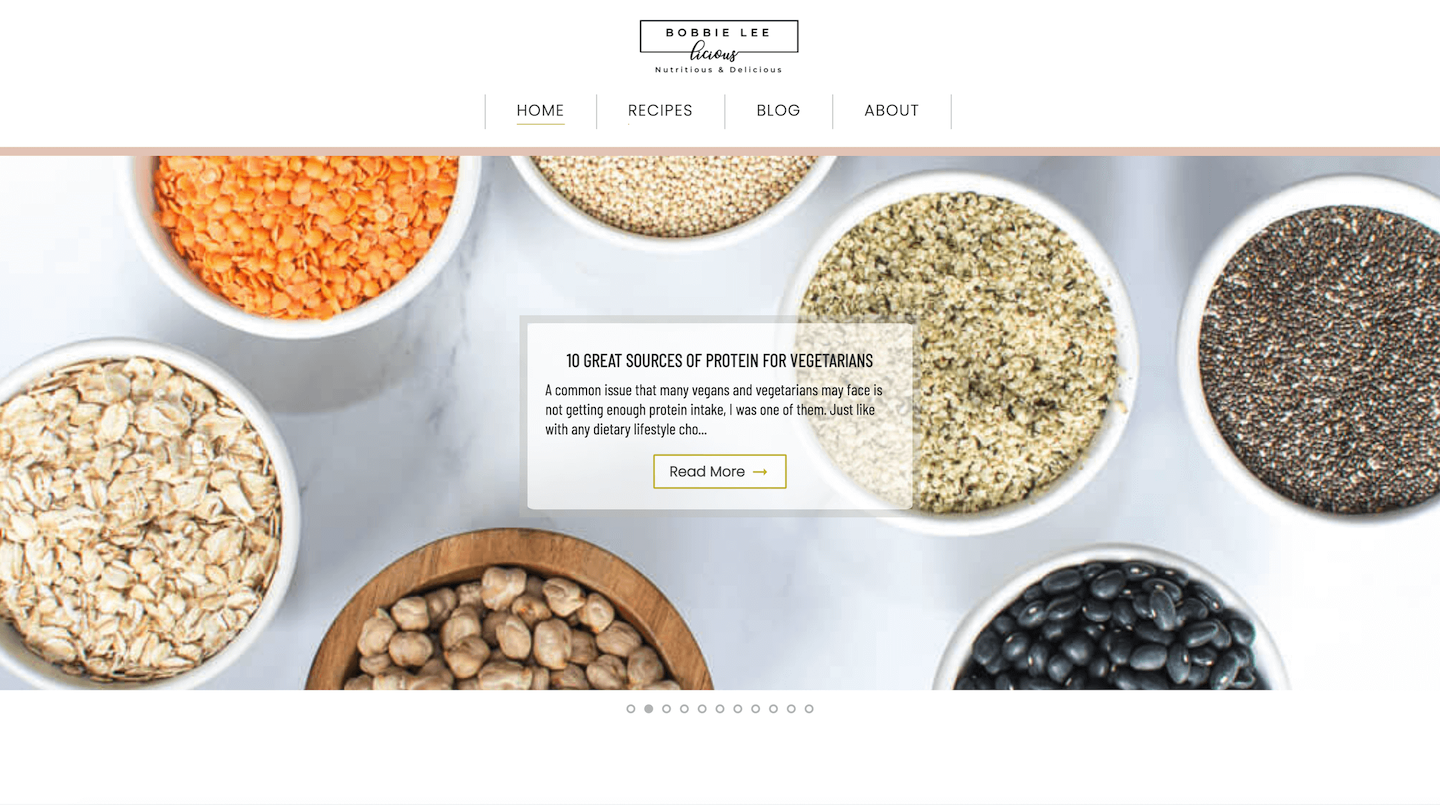 BOBBIE LEE
licious
Nutritious & Delicious
HOME
RECIPES
BLOG
ABOUT
10 GREAT SOURCES OF PROTEIN FOR VEGETARIANS
A common issue that many vegans and vegetarians may face is
not getting enough protein intake, I was one of them. Just like
with any dietary lifestyle cho...
Read More →